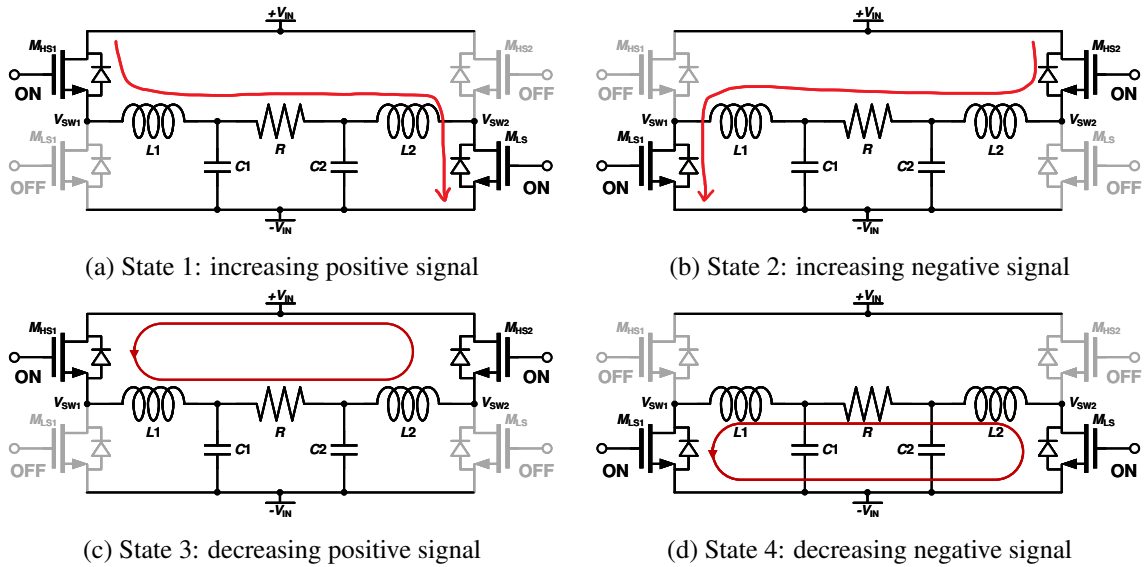 +VIN
MHS1
MHS2
ON
OFF
VSW1
VSW2
L1
R
L2
MLS1
MLS
C1
C2
OFF
ON
-VIN
(a) State 1: increasing positive signal
+VIN
MHS1
MHS2
OFF
ON
VSW1
VSW2
L1
R
L2
MLS1
MLS
C1
C2
ON
OFF
-VIN
(b) State 2: increasing negative signal
+VIN
MHS1
MHS2
ON
ON
VSW1
VSW2
L1
R
L2
MLS1
MLS
C1
C2
OFF
OFF
-VIN
(c) State 3: decreasing positive signal
+VIN
MHS1
MHS2
OFF
OFF
VSW1
VSW2
L1
R
L2
MLS1
MLS
C1
C2
ON
ON
-VIN
(d) State 4: decreasing negative signal